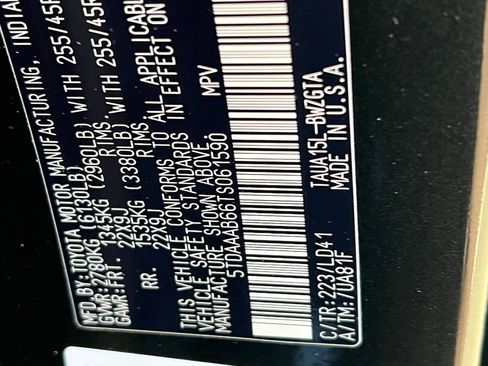 MFD.BY:TOYOTA MOTOR MANUFACTURING, INDIA
GVWR:2780KG(6130LB)
GAWR:FRT. 1345KG (2960LB) WITH 255/45R
22X9J RIMS,
RR. 1535KG (3380LB) WITH 255/45R
22X9J RIMS,
THIS VEHICLE CONFORMS TO ALL APPLICABL
VEHICLE SAFETY STANDARDS IN EFFECT ON
MANUFACTURE SHOWN ABOVE.
5TDAAAB66TS061590 MPV
C/TR:223/LD41 TAUA15L-BWZGTA
A/TM:/UA81F MADE IN U.S.A.